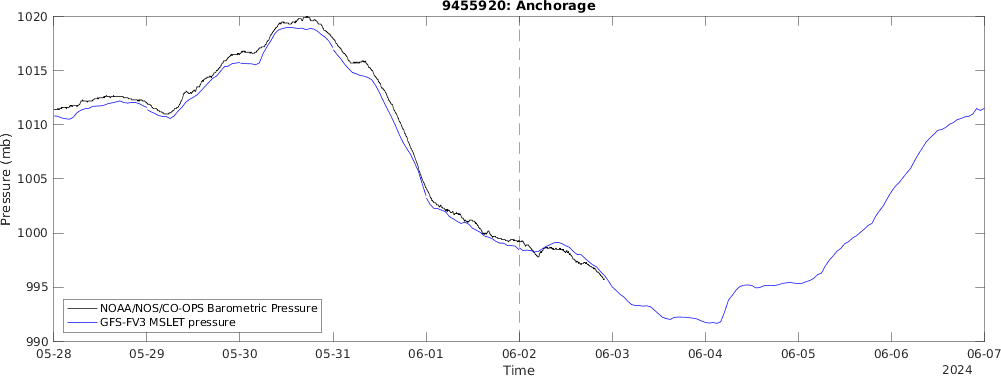 9455920: Anchorage
1020
1015
1010
1005
1000
995
990
Pressure (mb)
NOAA/NOS/CO-OPS Barometric Pressure
GFS-FV3 MSLET pressure
05-28 05-29 05-30 05-31 06-01 06-02 06-03 06-04 06-05 06-06 06-07
Time
2024